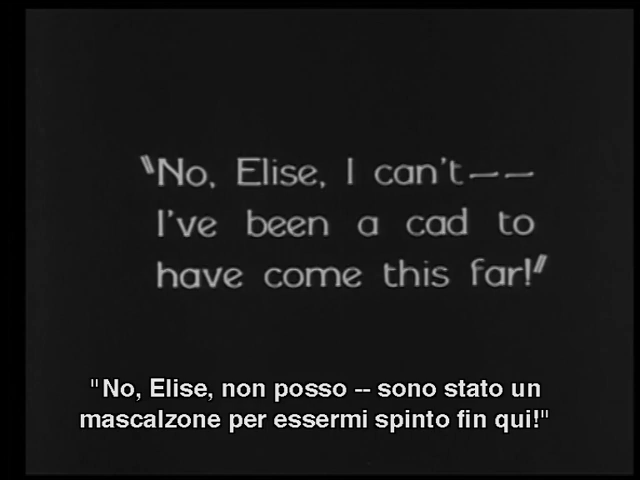 "No, Elise, I can't——
I've been a cad to
have come this far!"
"No, Elise, non posso -- sono stato un
mascalzone per essermi spinto fin qui!"